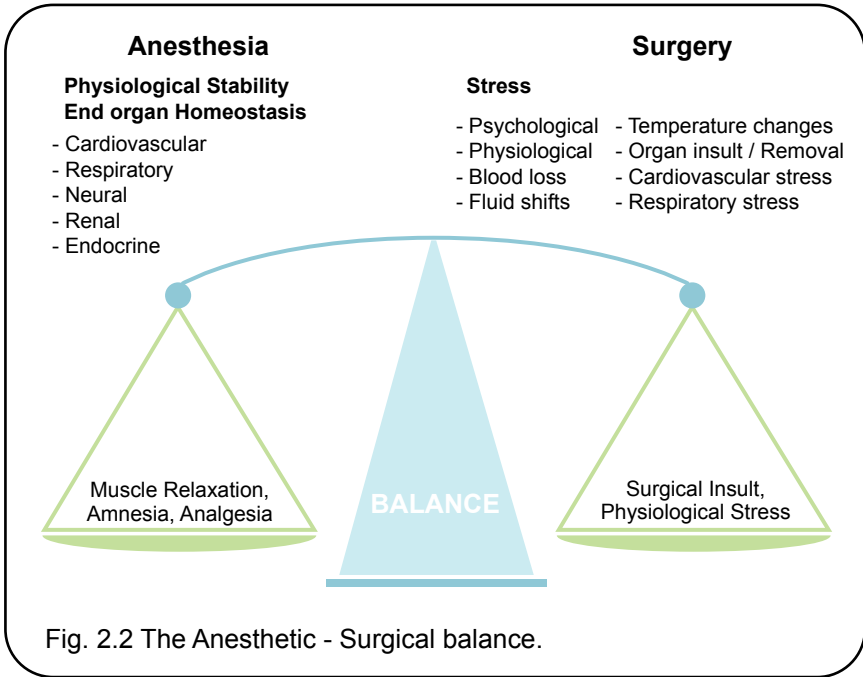 Anesthesia
Physiological Stability
End organ Homeostasis
- Cardiovascular
- Respiratory
- Neural
- Renal
- Endocrine
Surgery
Stress
- Psychological
- Physiological
- Blood loss
- Fluid shifts
- Temperature changes
- Organ insult / Removal
- Cardiovascular stress
- Respiratory stress
Muscle Relaxation,
Amnesia, Analgesia
BALANCE
Surgical Insult,
Physiological Stress
Fig. 2.2 The Anesthetic - Surgical balance.